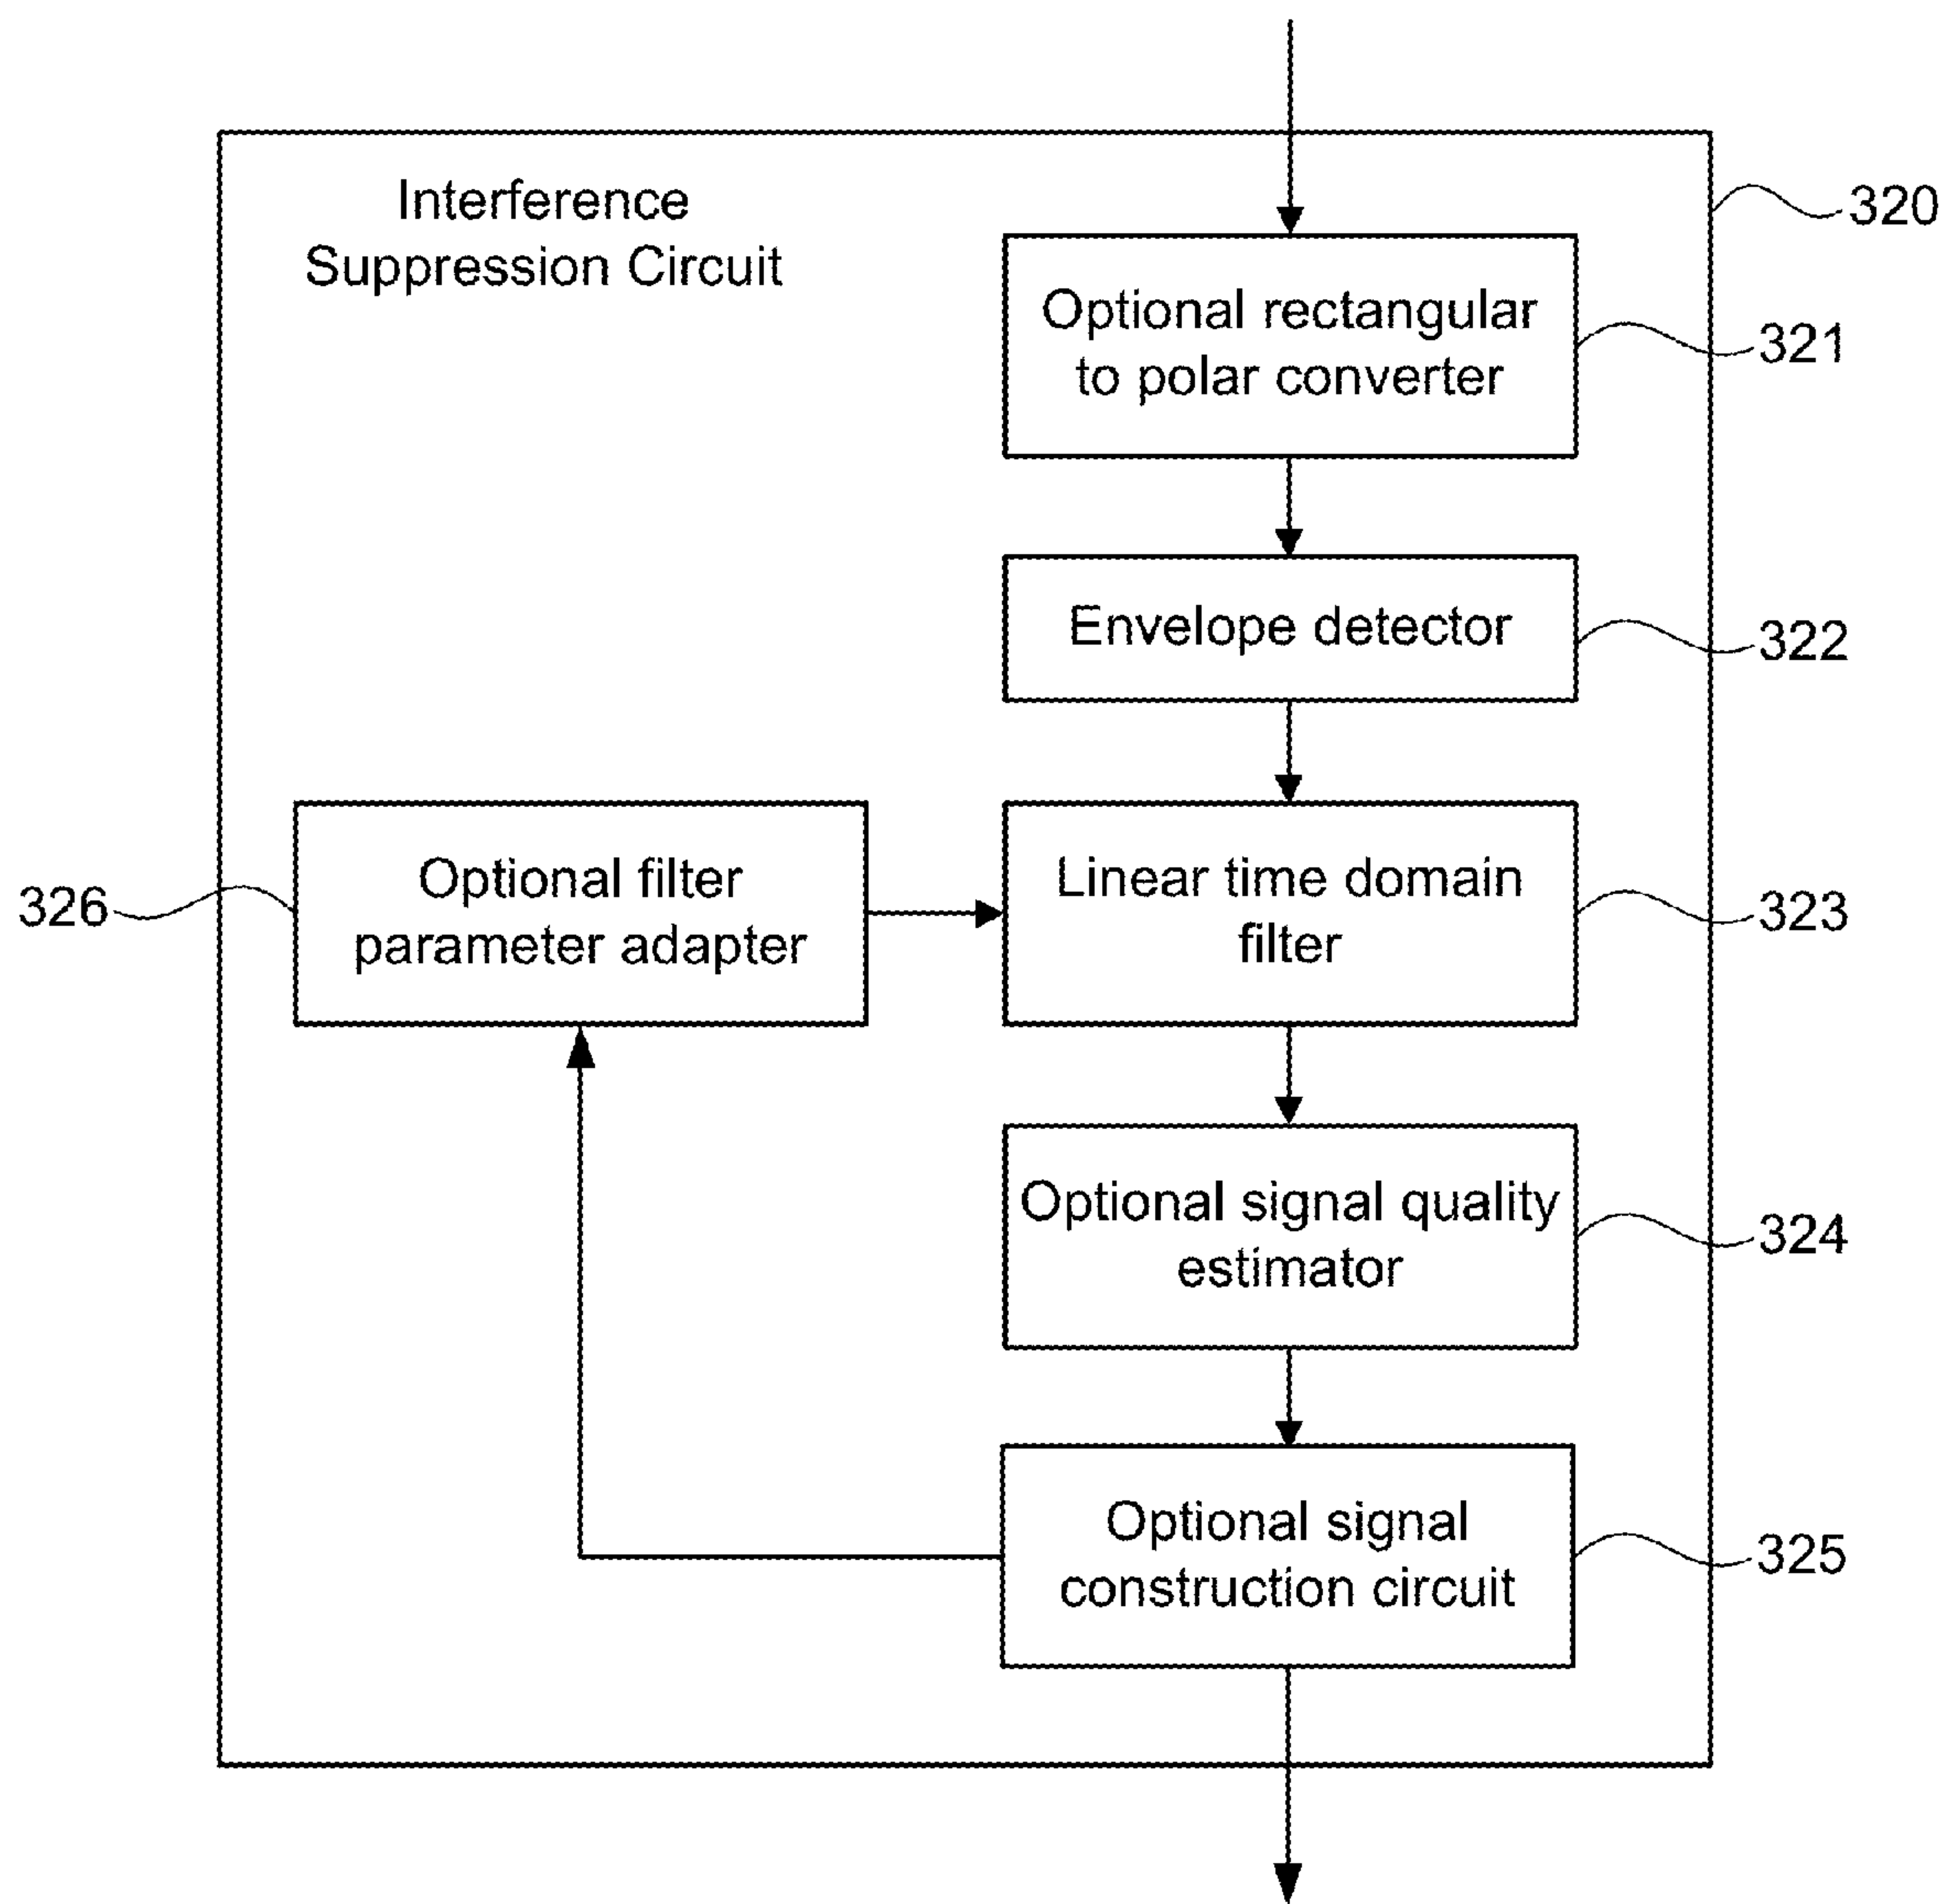 Interference
Suppression Circuit
320
Optional rectangular
to polar converter
321
Envelope detector
322
326
Optional filter
parameter adapter
Linear time domain
filter
323
Optional signal quality
estimator
324
Optional signal
construction circuit
325